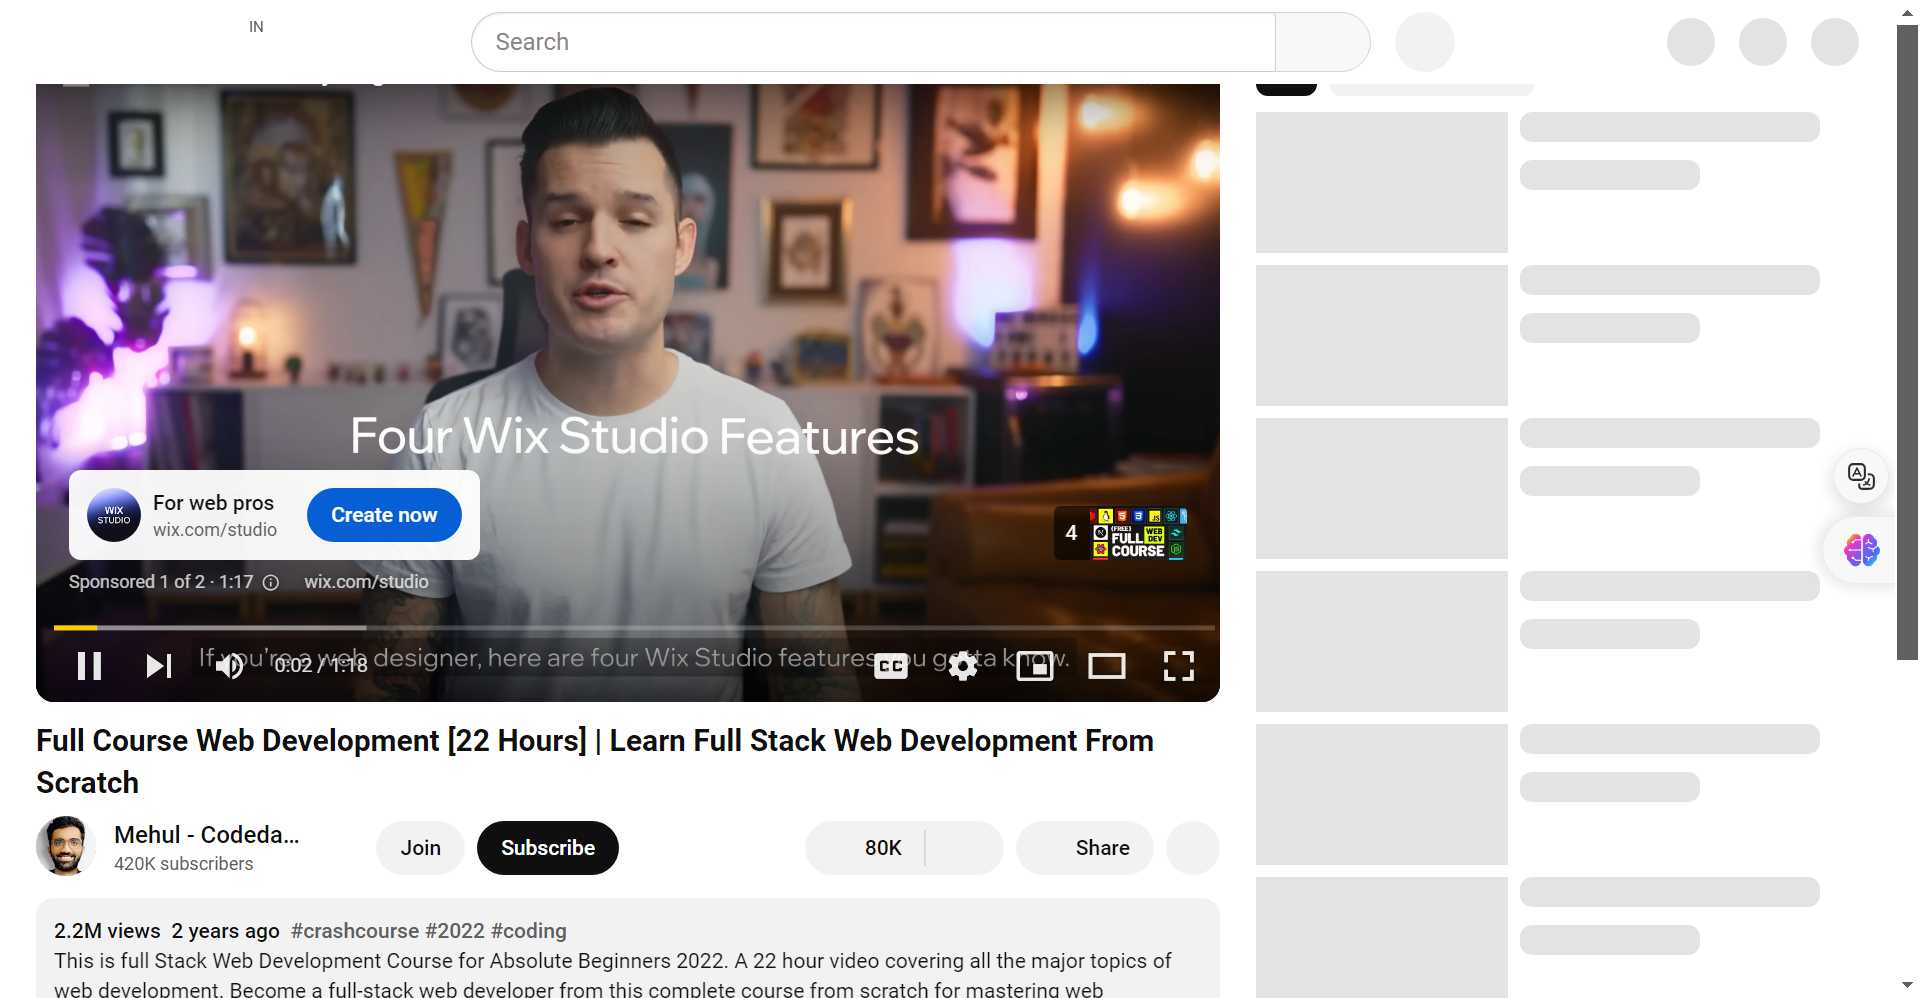 IN
Search
Four Wix Studio Features
WIX
STUDIO
For web pros
wix.com/studio
Create now
4
(FREE)
FULL
WEB
DEV
COURSE
Sponsored 1 of 2 · 1:17
wix.com/studio
If you're a web designer, here are four Wix Studio features you gotta know.
0:02 / 1:18
CC
Full Course Web Development [22 Hours] | Learn Full Stack Web Development From
Scratch
Mehul - Codeda...
420K subscribers
Join
Subscribe
80K
Share
2.2M views 2 years ago #crashcourse #2022 #coding
This is full Stack Web Development Course for Absolute Beginners 2022. A 22 hour video covering all the major topics of
web development. Become a full-stack web developer from this complete course from scratch for mastering web